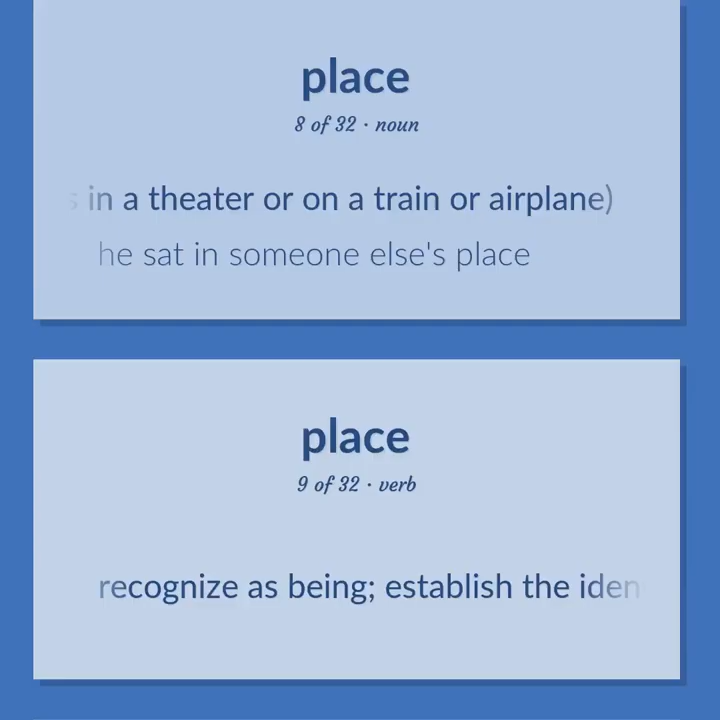 place
8 of 32 · noun
in a theater or on a train or airplane)
he sat in someone else's place
place
9 of 32 · verb
recognize as being; establish the iden